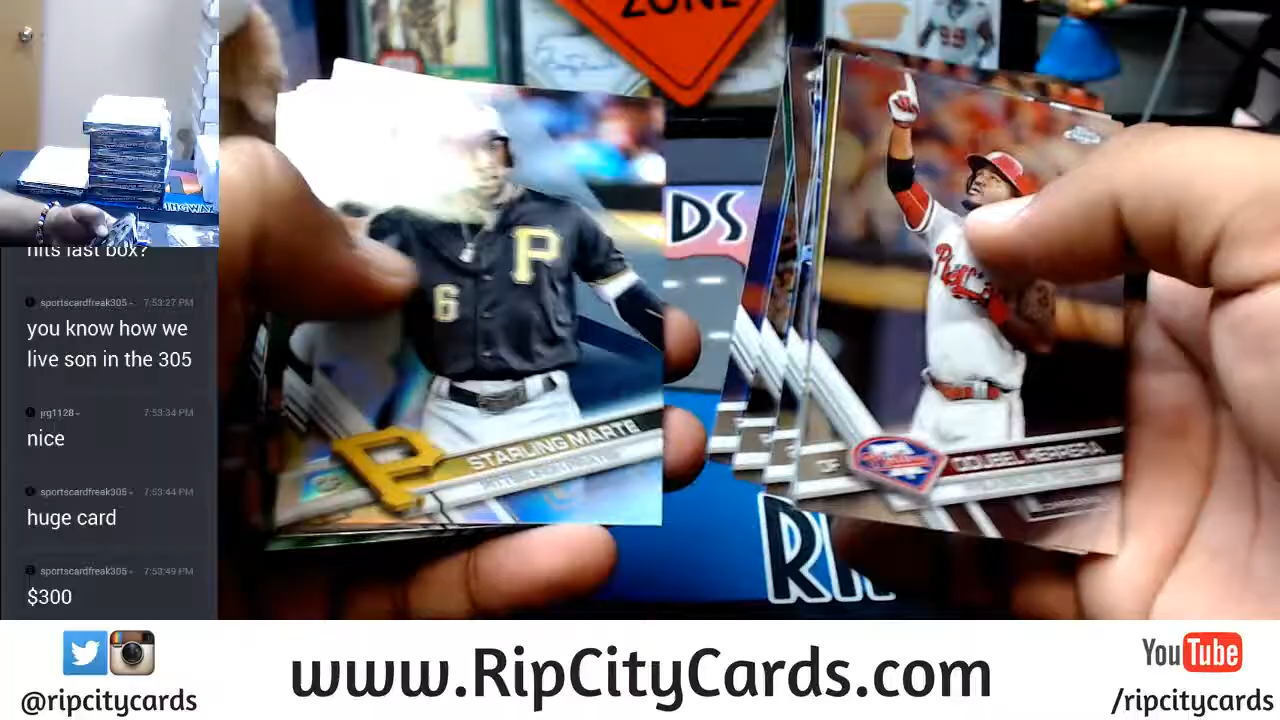 ZONE
99
DS
hits last box?
sportscardfreak305
7:53:27 PM
you know how we
live son in the 305
jrg1128
7:53:34 PM
nice
sportscardfreak305
7:53:44 PM
huge card
sportscardfreak305
7:53:49 PM
$300
P
6
P
STARLING MARTE
Phillies
OF
ODUBEL HERRERA
www.RipCityCards.com
@ripcitycards
YouTube
/ripcitycards